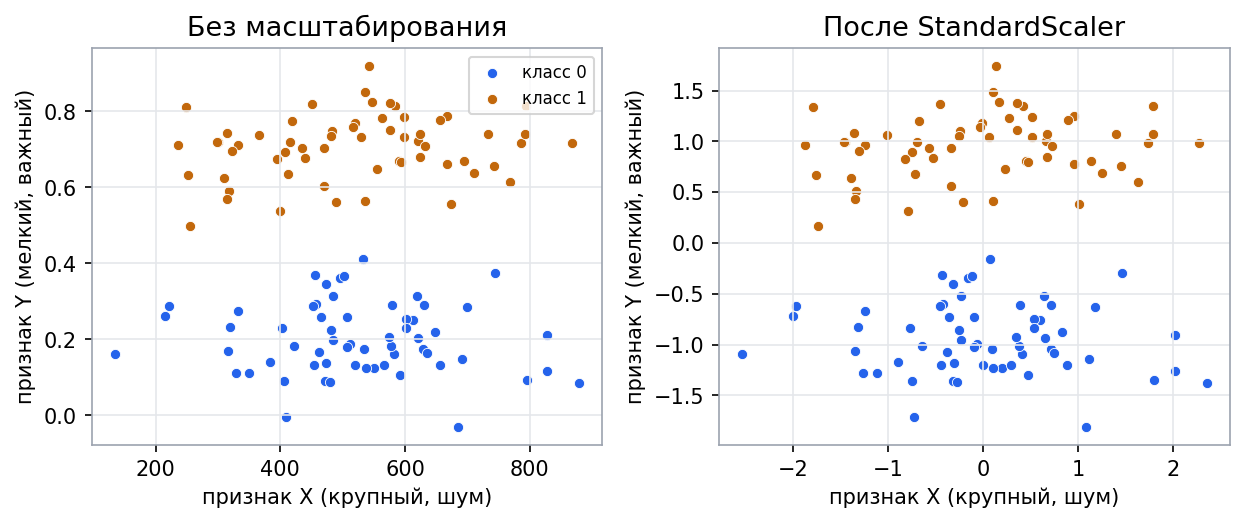 Без масштабирования
признак Y (мелкий, важный)
0.8
0.6
0.4
0.2
0.0
200
400
600
800
признак X (крупный, шум)
класс 0
класс 1
После StandardScaler
признак Y (мелкий, важный)
1.5
1.0
0.5
0.0
−0.5
−1.0
−1.5
−2
−1
0
1
2
признак X (крупный, шум)